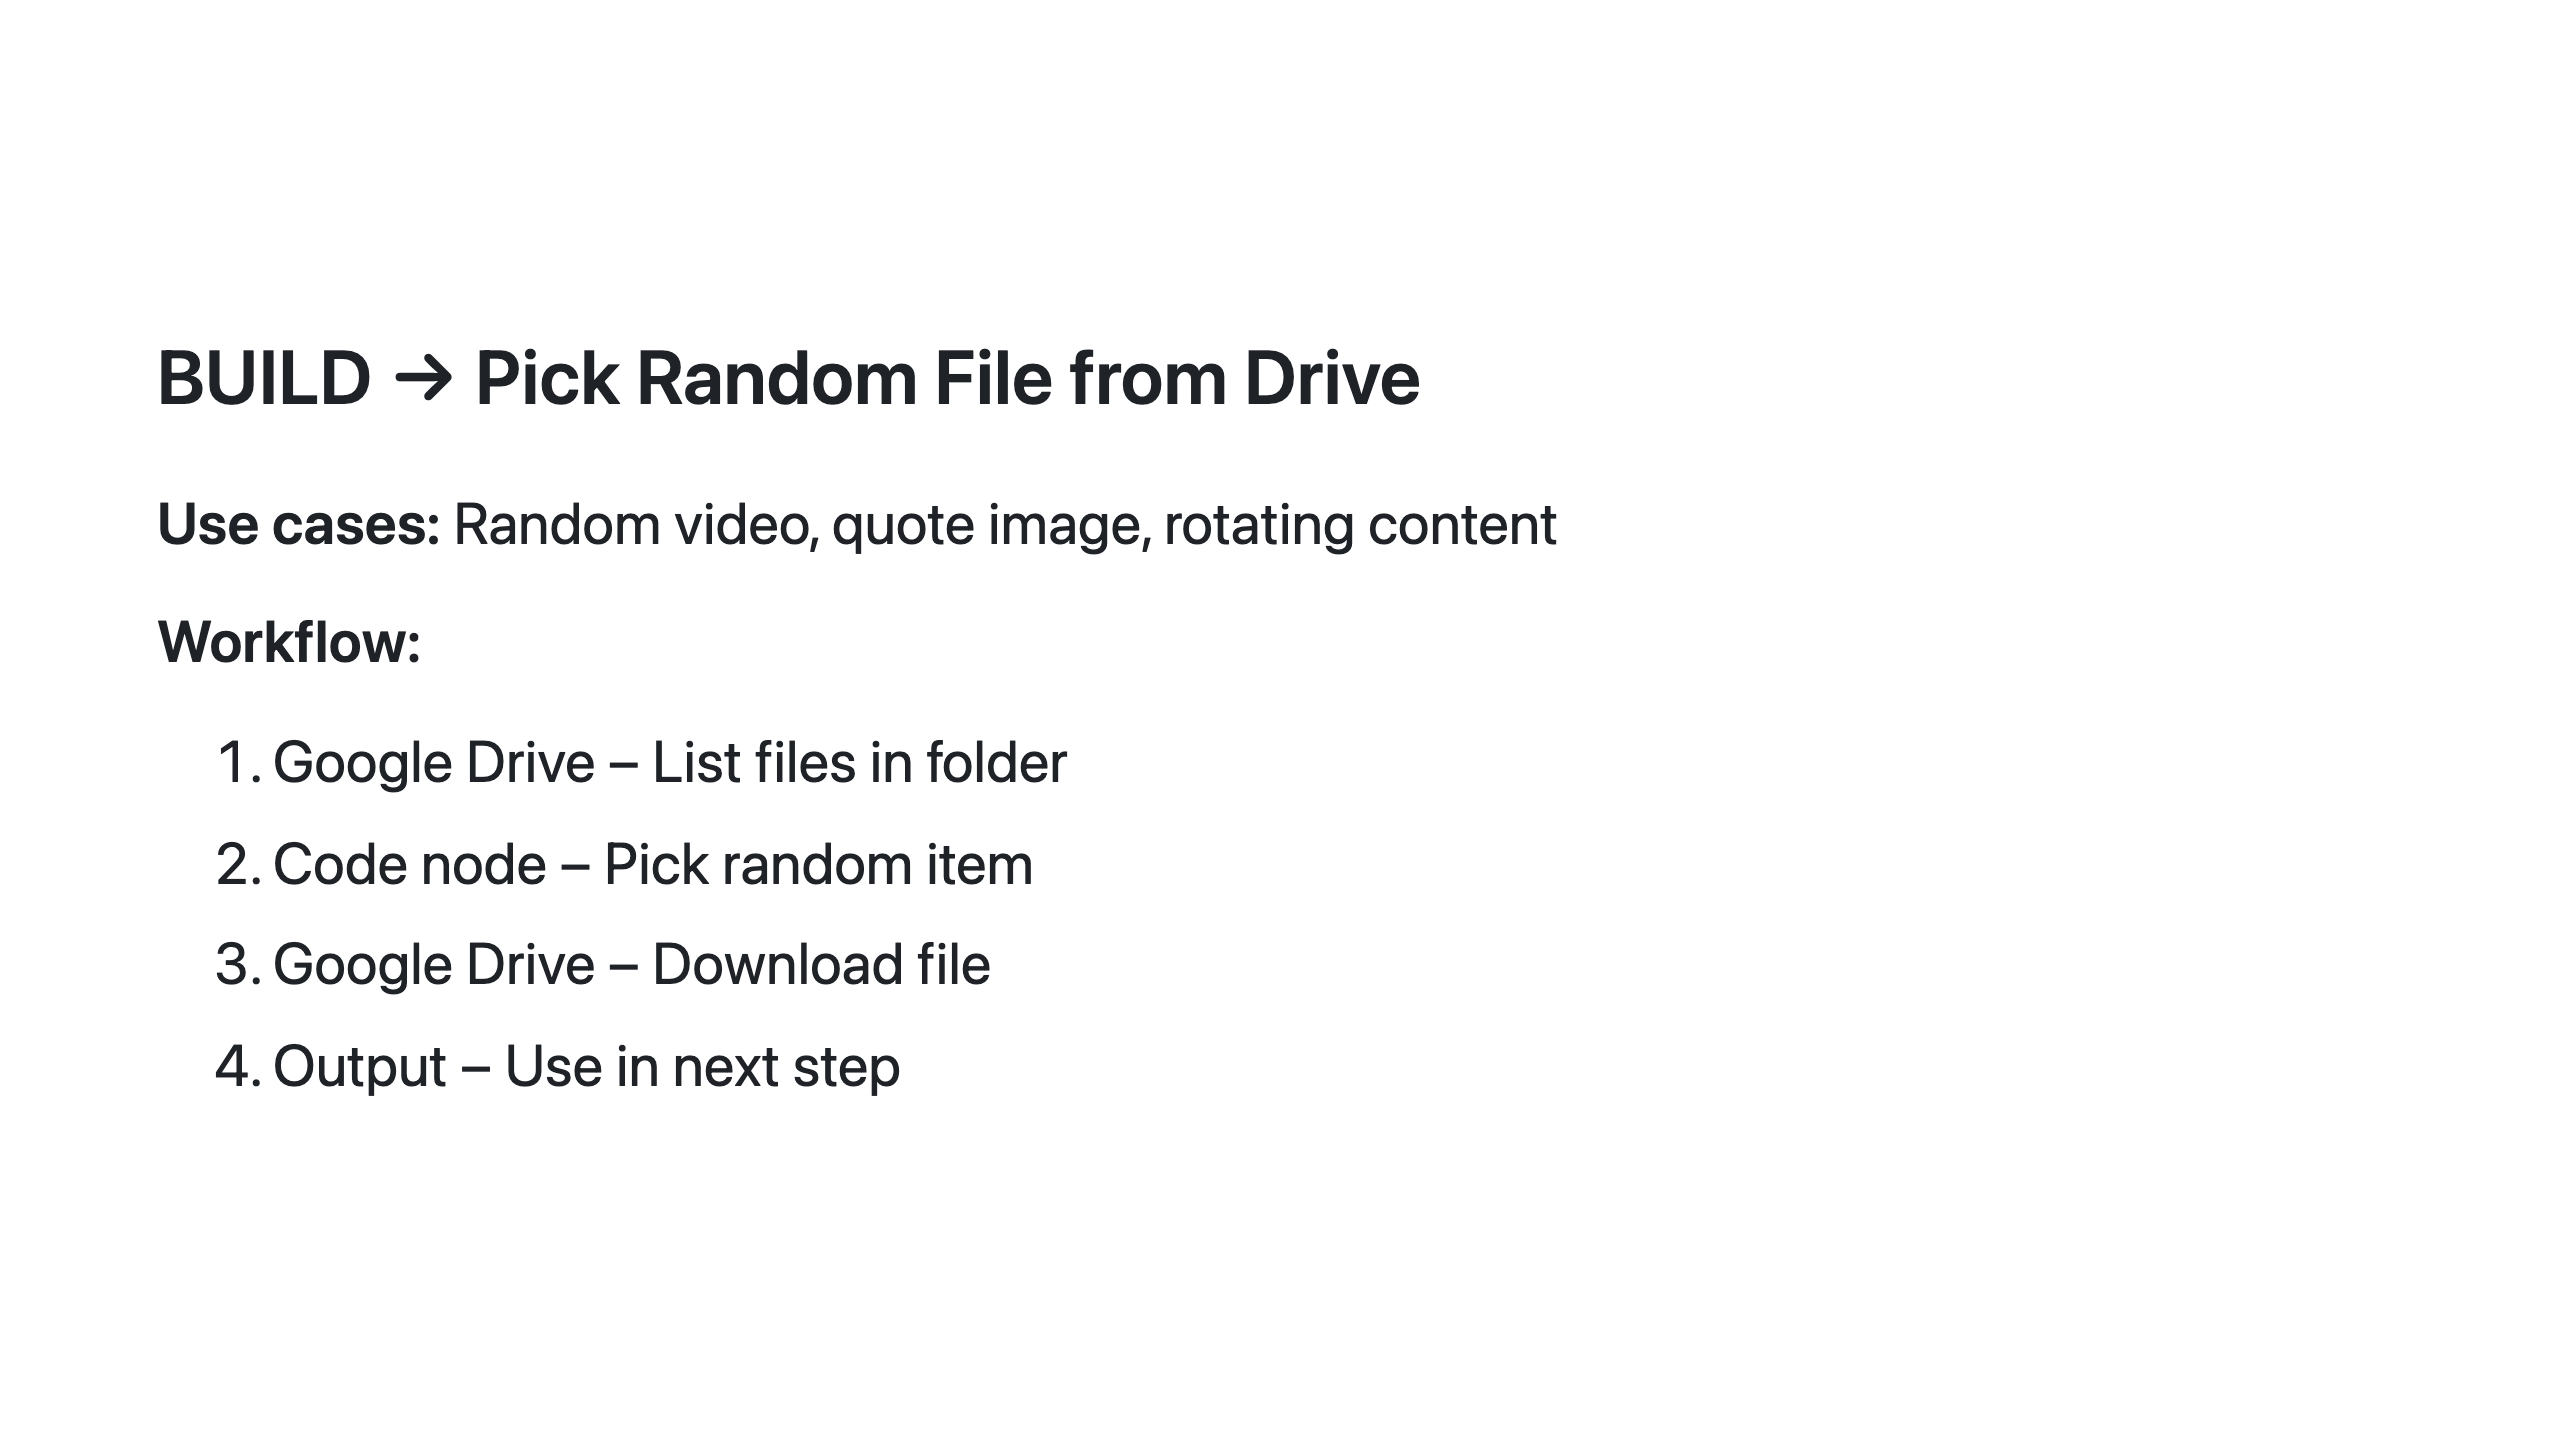 BUILD → Pick Random File from Drive
Use cases: Random video, quote image, rotating content
Workflow:
1. Google Drive – List files in folder
2. Code node – Pick random item
3. Google Drive – Download file
4. Output – Use in next step